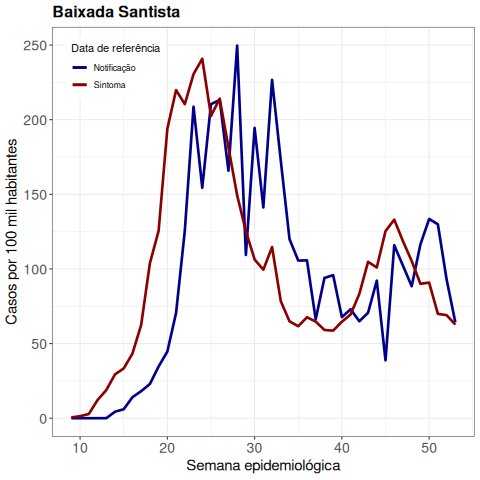 Baixada Santista
Data de referência
Notificação
Sintoma
Casos por 100 mil habitantes
250
200
150
100
50
0
10 20 30 40 50
Semana epidemiológica